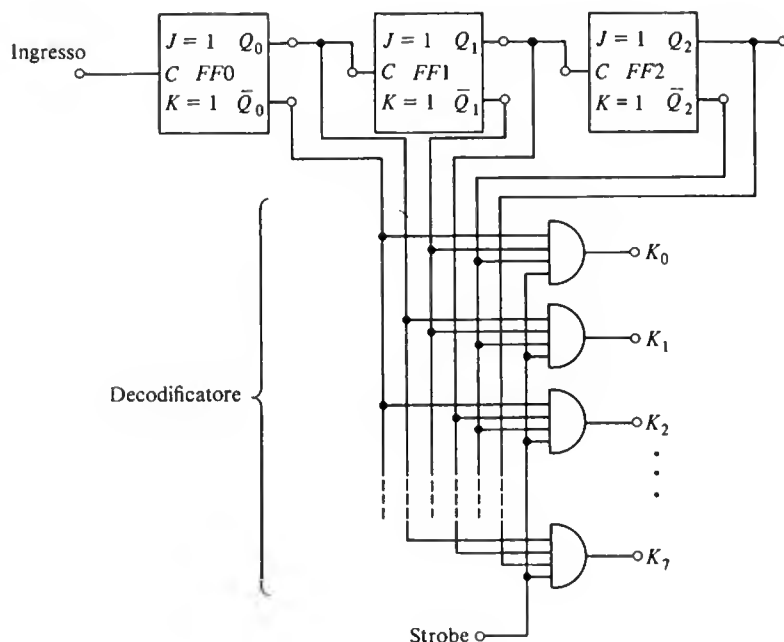 Ingresso
J = 1 Q₀
C FF0
K = 1 Q̄₀
J = 1 Q₁
C FF1
K = 1 Q̄₁
J = 1 Q₂
C FF2
K = 1 Q̄₂
K₀
K₁
Decodificatore
K₂
K₇
Strobe